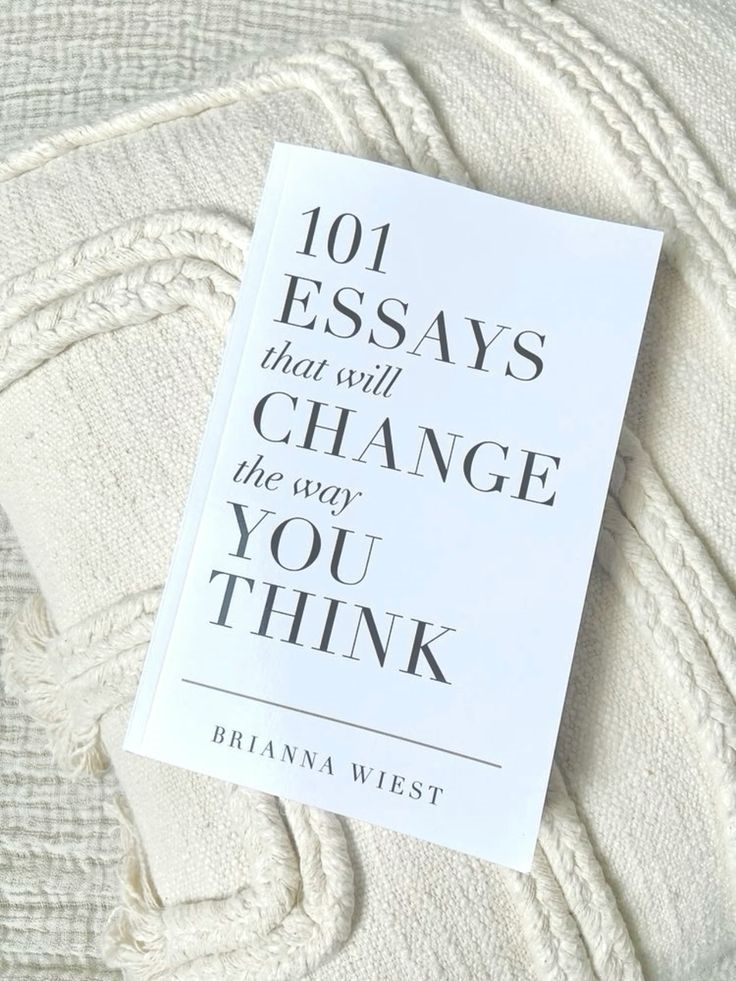 101
ESSAYS
that will
CHANGE
the way
YOU
THINK
BRIANNA WIEST